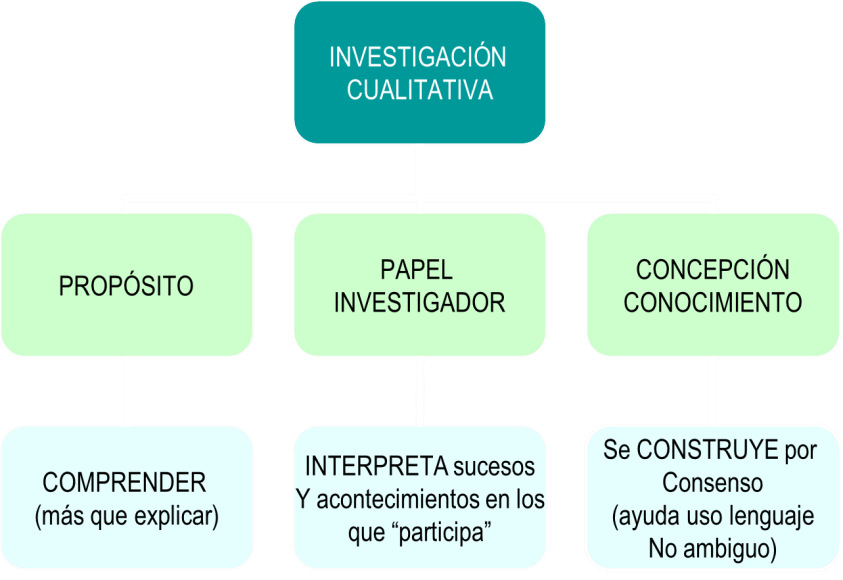 INVESTIGACIÓN
CUALITATIVA
PROPÓSITO
PAPEL
INVESTIGADOR
CONCEPCIÓN
CONOCIMIENTO
COMPRENDER
(más que explicar)
INTERPRETA sucesos
Y acontecimientos en los
que “participa”
Se CONSTRUYE por
Consenso
(ayuda uso lenguaje
No ambiguo)